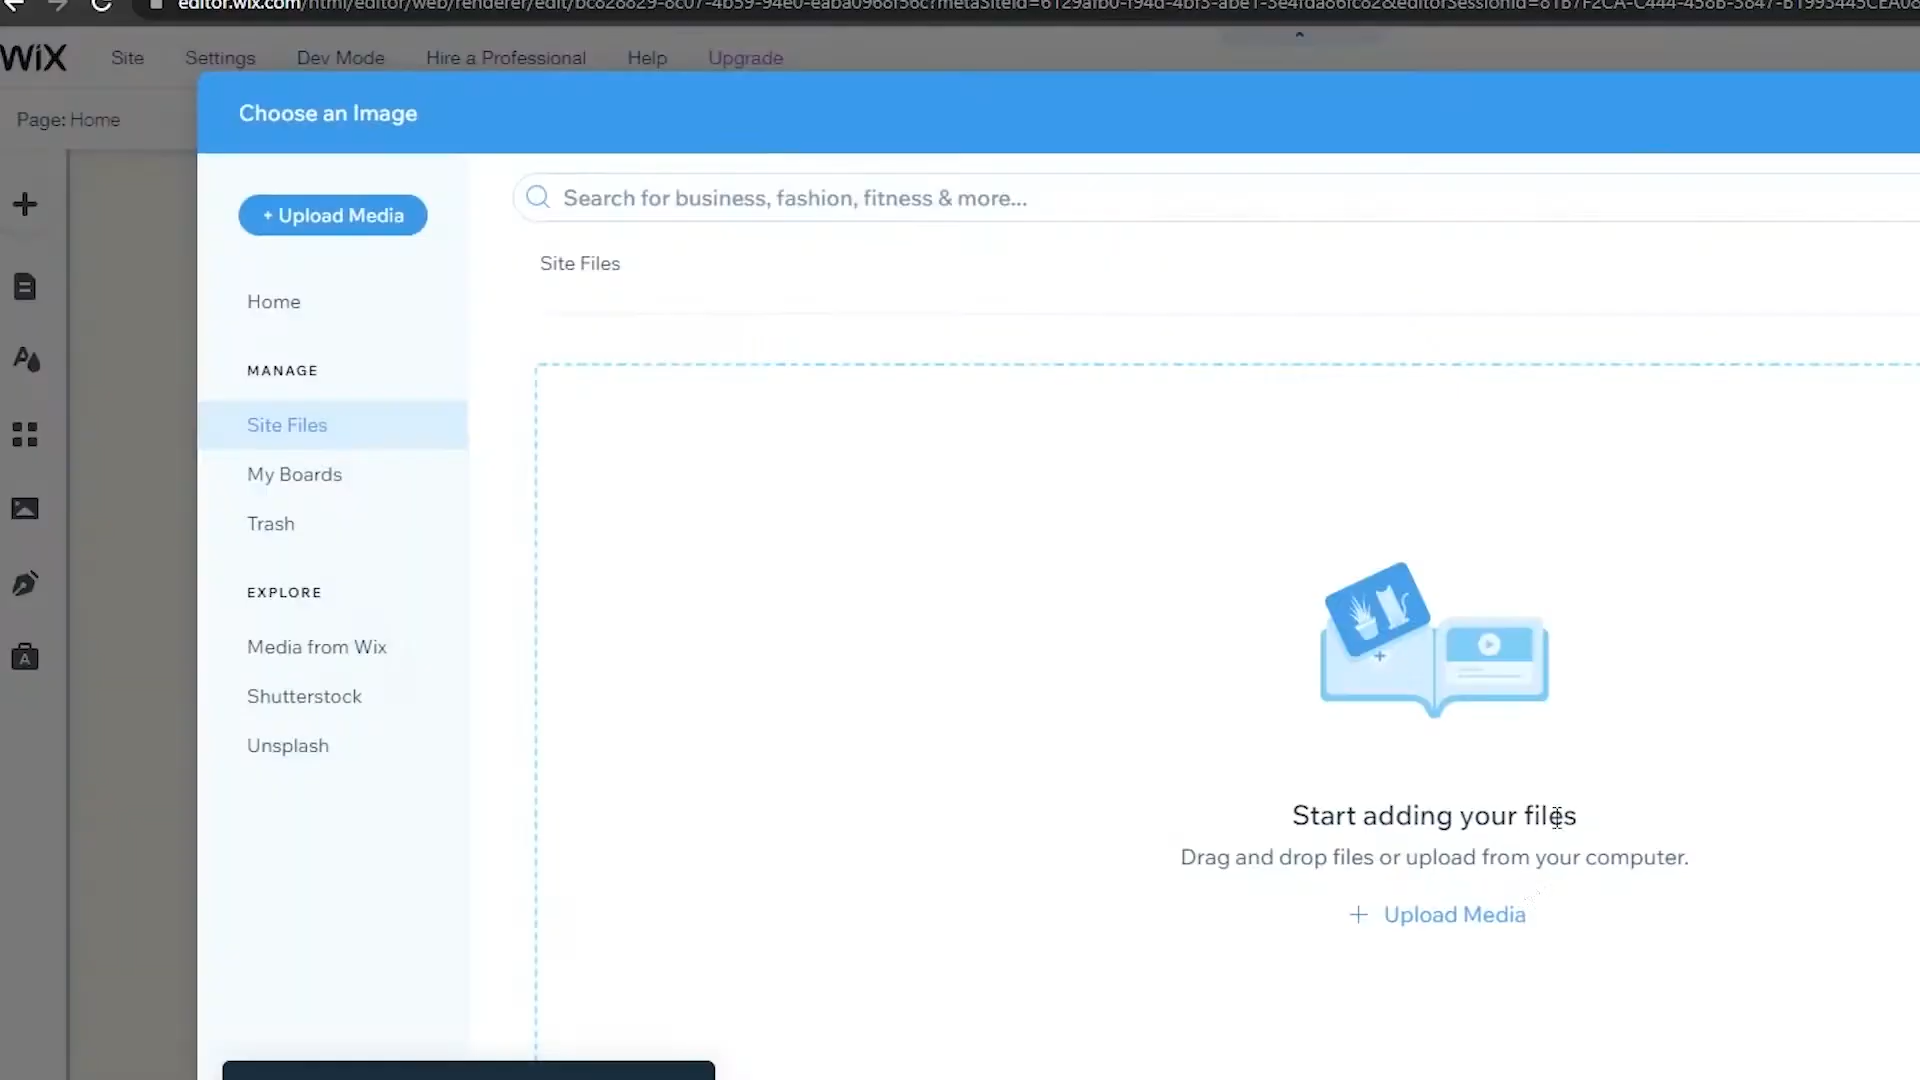 WiX Site Settings Dev Mode Hire a Professional Help Upgrade
Page: Home
Choose an Image
+ Upload Media
Search for business, fashion, fitness & more...
Site Files
Home
MANAGE
Site Files
My Boards
Trash
EXPLORE
Media from Wix
Shutterstock
Unsplash
Start adding your files
Drag and drop files or upload from your computer.
+ Upload Media
A